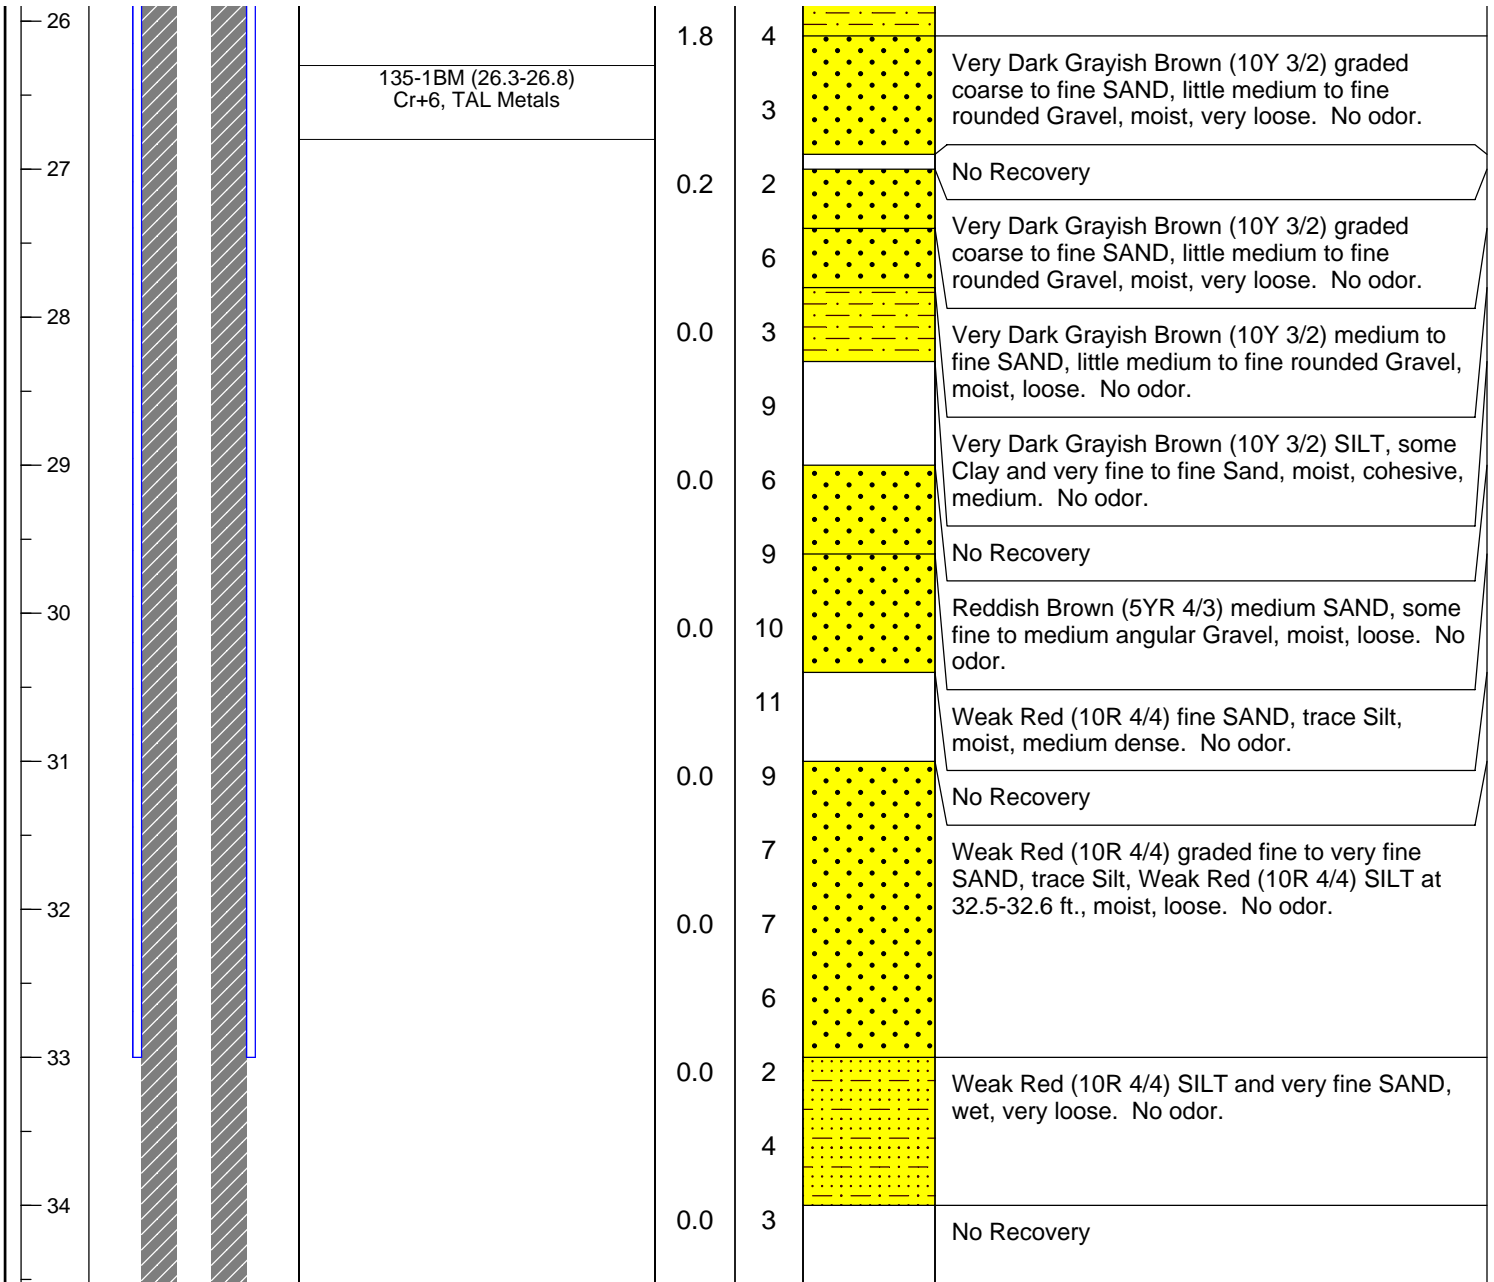 26
1.8
4
135-1BM (26.3-26.8)
Cr+6, TAL Metals
Very Dark Grayish Brown (10Y 3/2) graded
coarse to fine SAND, little medium to fine
rounded Gravel, moist, very loose.  No odor.
3
27
0.2
2
No Recovery
Very Dark Grayish Brown (10Y 3/2) graded
coarse to fine SAND, little medium to fine
rounded Gravel, moist, very loose.  No odor.
6
28
0.0
3
Very Dark Grayish Brown (10Y 3/2) medium to
fine SAND, little medium to fine rounded Gravel,
moist, loose.  No odor.
9
29
0.0
6
Very Dark Grayish Brown (10Y 3/2) SILT, some
Clay and very fine to fine Sand, moist, cohesive,
medium.  No odor.
9
No Recovery
30
0.0
10
Reddish Brown (5YR 4/3) medium SAND, some
fine to medium angular Gravel, moist, loose.  No
odor.
11
Weak Red (10R 4/4) fine SAND, trace Silt,
moist, medium dense.  No odor.
31
0.0
9
No Recovery
7
Weak Red (10R 4/4) graded fine to very fine
SAND, trace Silt, Weak Red (10R 4/4) SILT at
32.5-32.6 ft., moist, loose.  No odor.
32
0.0
7
6
33
0.0
2
Weak Red (10R 4/4) SILT and very fine SAND,
wet, very loose.  No odor.
4
34
0.0
3
No Recovery